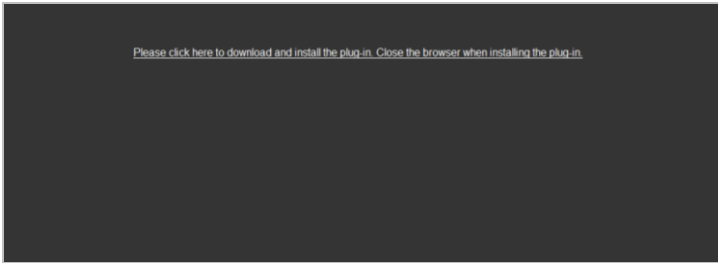 Please click here to download and install the plug-in. Close the browser when installing the plug-in.